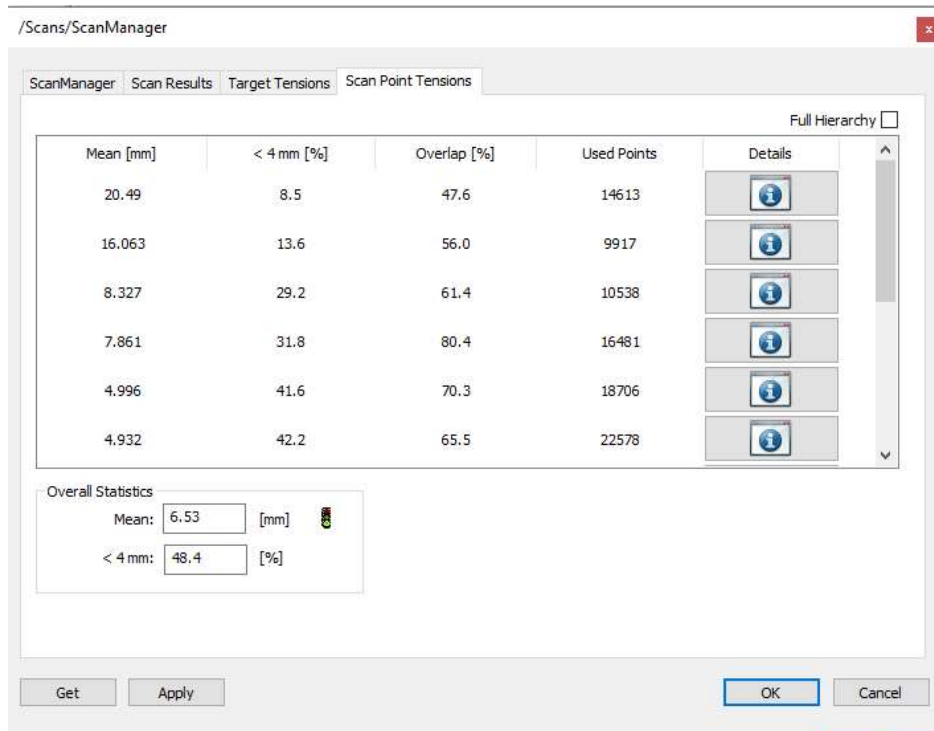 /Scans/ScanManager
x
ScanManager Scan Results Target Tensions Scan Point Tensions
Full Hierarchy
Mean [mm] < 4 mm [%] Overlap [%] Used Points Details
20.49 8.5 47.6 14613
16.063 13.6 56.0 9917
8.327 29.2 61.4 10538
7.861 31.8 80.4 16481
4.996 41.6 70.3 18706
4.932 42.2 65.5 22578
Overall Statistics
Mean: 6.53 [mm]
< 4 mm: 48.4 [%]
Get Apply OK Cancel